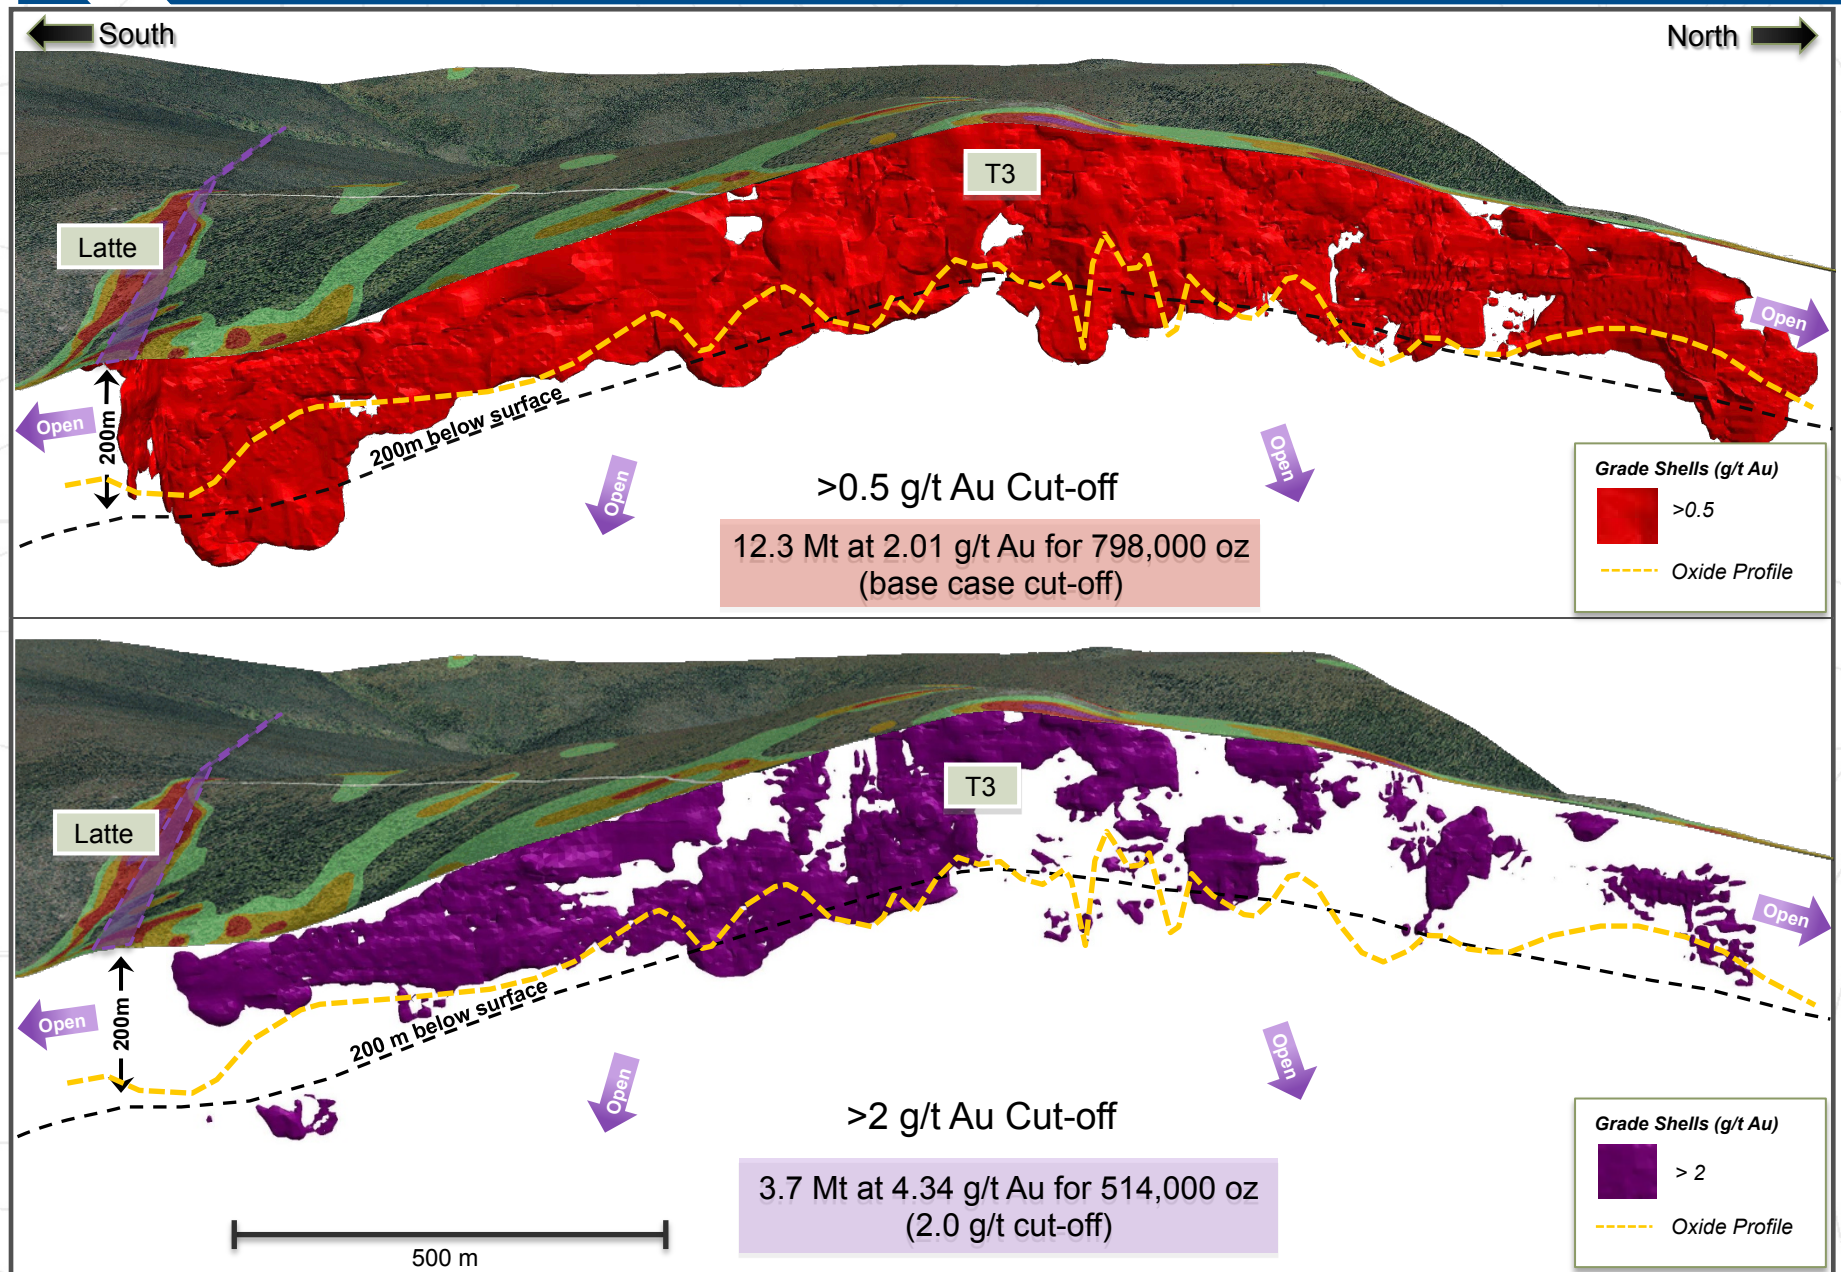 South
North
T3
Latte
Open
Open
200m
200m below surface
Open
Open
>0.5 g/t Au Cut-off
12.3 Mt at 2.01 g/t Au for 798,000 oz
(base case cut-off)
Grade Shells (g/t Au)
>0.5
Oxide Profile
T3
Latte
Open
Open
200m
200 m below surface
Open
Open
>2 g/t Au Cut-off
3.7 Mt at 4.34 g/t Au for 514,000 oz
(2.0 g/t cut-off)
500 m
Grade Shells (g/t Au)
> 2
Oxide Profile